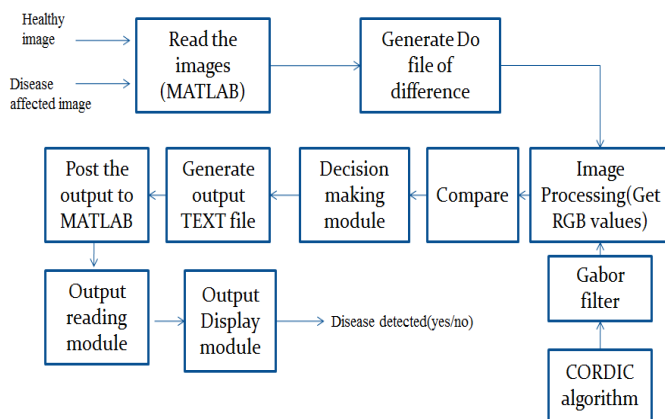 Healthy
image
Disease
affected image
Read the
images
(MATLAB)
Generate Do
file of
difference
Post the
output to
MATLAB
Generate
output
TEXT file
Decision
making
module
Compare
Image
Processing(Get
RGB values)
Output
reading
module
Output
Display
module
Disease detected(yes/no)
Gabor
filter
CORDIC
algorithm